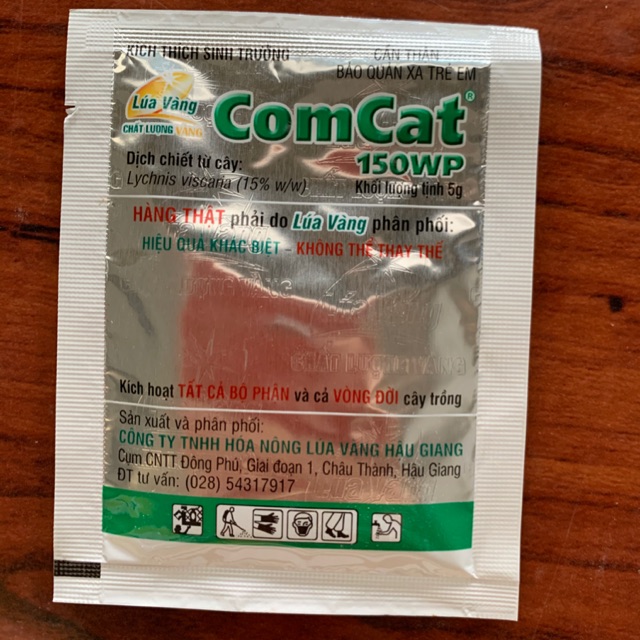 KÍCH THÍCH SINH TRƯỞNG
CẨN THẬN
BẢO QUẢN XA TRẺ EM
Lúa Vàng
CHẤT LƯỢNG VÀNG
ComCat®
150WP
Dịch chiết từ cây:
Lychnis viscaria (15% w/w)
Khối lượng tịnh 5g
HÀNG THẬT phải do Lúa Vàng phân phối:
HIỆU QUẢ KHÁC BIỆT - KHÔNG THỂ THAY THẾ
CHẤT LƯỢNG VÀNG
Kích hoạt TẤT CẢ BỘ PHẬN và cả VÒNG ĐỜI cây trồng
Sản xuất và phân phối:
CÔNG TY TNHH HÓA NÔNG LÚA VÀNG HẬU GIANG
Cụm CNTT Đông Phú, Giai đoạn 1, Châu Thành, Hậu Giang
ĐT tư vấn: (028) 54317917